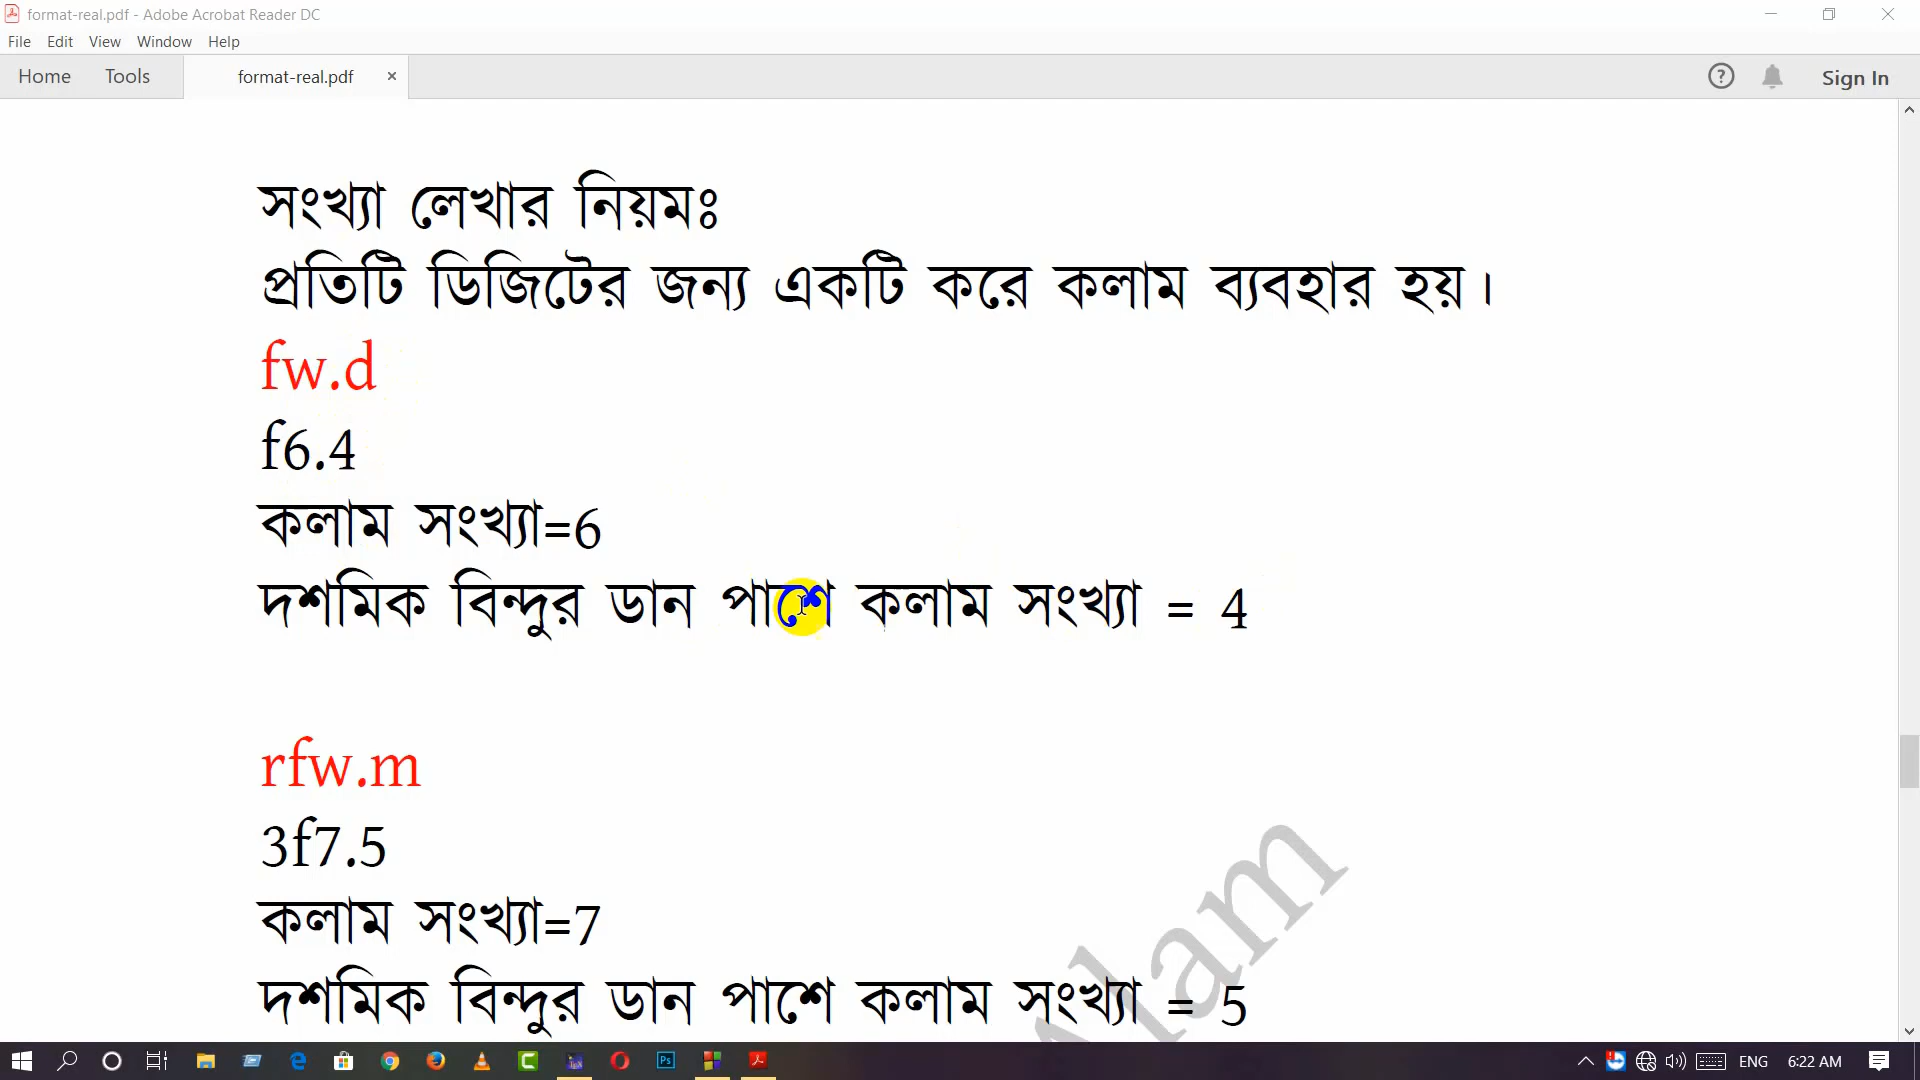 format-real.pdf - Adobe Acrobat Reader DC
File Edit View Window Help
Home Tools format-real.pdf × ? Sign In
সংখ্যা লেখার নিয়মঃ
প্রতিটি ডিজিটের জন্য একটি করে কলাম ব্যবহার হয়।
fw.d
f6.4
কলাম সংখ্যা=6
দশমিক বিন্দুর ডান পাশে কলাম সংখ্যা = 4
rfw.m
3f7.5
কলাম সংখ্যা=7
দশমিক বিন্দুর ডান পাশে কলাম সংখ্যা = 5
Alam
Ps ENG 6:22 AM